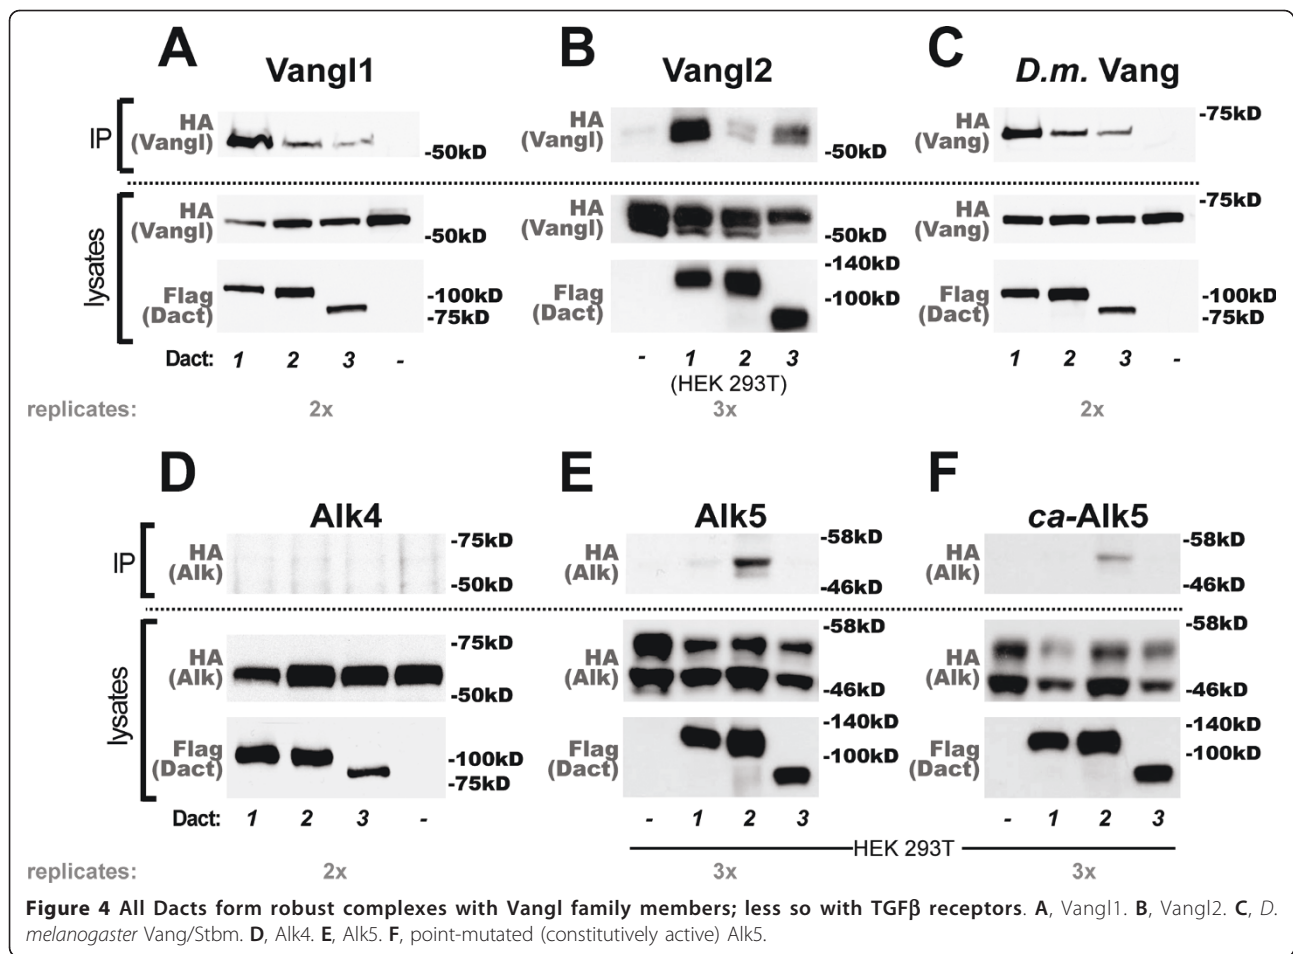 A
Vangl1
B
Vangl2
C
D.m. Vang
IP
HA
(Vangl)
-50kD
HA
(Vangl)
-50kD
HA
(Vang)
-75kD
lysates
HA
(Vangl)
-50kD
HA
(Vangl)
-50kD
HA
(Vang)
-75kD
Flag
(Dact)
-100kD
-75kD
Flag
(Dact)
-140kD
-100kD
Flag
(Dact)
-100kD
-75kD
Dact: 1 2 3 -
- 1 2 3
(HEK 293T)
1 2 3 -
replicates: 2x 3x 2x
D
Alk4
E
Alk5
F
ca-Alk5
IP
HA
(Alk)
-75kD
-50kD
HA
(Alk)
-58kD
-46kD
HA
(Alk)
-58kD
-46kD
lysates
HA
(Alk)
-75kD
-50kD
HA
(Alk)
-58kD
-46kD
HA
(Alk)
-58kD
-46kD
Flag
(Dact)
-100kD
-75kD
Flag
(Dact)
-140kD
-100kD
Flag
(Dact)
-140kD
-100kD
Dact: 1 2 3 -
- 1 2 3
- 1 2 3
HEK 293T
replicates: 2x 3x 3x
Figure 4 All Dacts form robust complexes with Vangl family members; less so with TGFβ receptors. A, Vangl1. B, Vangl2. C, D.
melanogaster Vang/Stbm. D, Alk4. E, Alk5. F, point-mutated (constitutively active) Alk5.